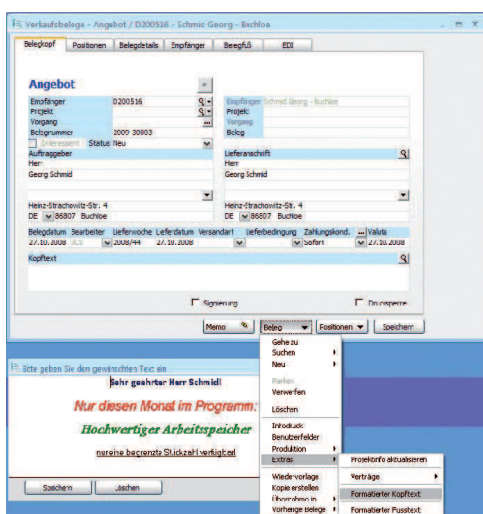 Verkaufsbelege - Angebot / D200516 - Schmid Georg - Buchloe
Belegkopf Positionen Belegdetails Empfänger Belegfuß EDI
Angebot
Empfänger D200516 Empfänger Schmid Georg - Buchloe
Projekt Projekt
Vorgang Vorgang
Belegnummer 2009-30003 Beleg
Interessent Status Neu
Auftraggeber Lieferanschrift
Herr Herr
Georg Schmid Georg Schmid
Heinz-Strachowitz-Str. 4 Heinz-Strachowitz-Str. 4
DE 86807 Buchloe DE 86807 Buchloe
Belegdatum Bearbeiter Lieferwoche Lieferdatum Versandart Lieferbedingung Zahlungskond. ... Valuta
27.10.2008 2008/44 27.10.2008 Sofort 27.10.2008
Kopftext
Signierung Drucksperre
Memo Beleg Positionen Speichern
Gehe zu
Suchen
Neu
Parken
Verwerfen
Löschen
Infodruck
Benutzerfelder
Produktion
Extras
Wiedervorlage
Kopie erstellen
Übernahme in
Vorherige Belege
Projektinfo aktualisieren
Verträge
Formatierter Kopftext
Formatierter Fusstext
Bitte geben Sie den gewünschten Text ein
Sehr geehrter Herr Schmid!
Nur diesen Monat im Programm:
Hochwertiger Arbeitsspeicher
nur eine begrenzte Stückzahl verfügbar!
Speichern Löschen